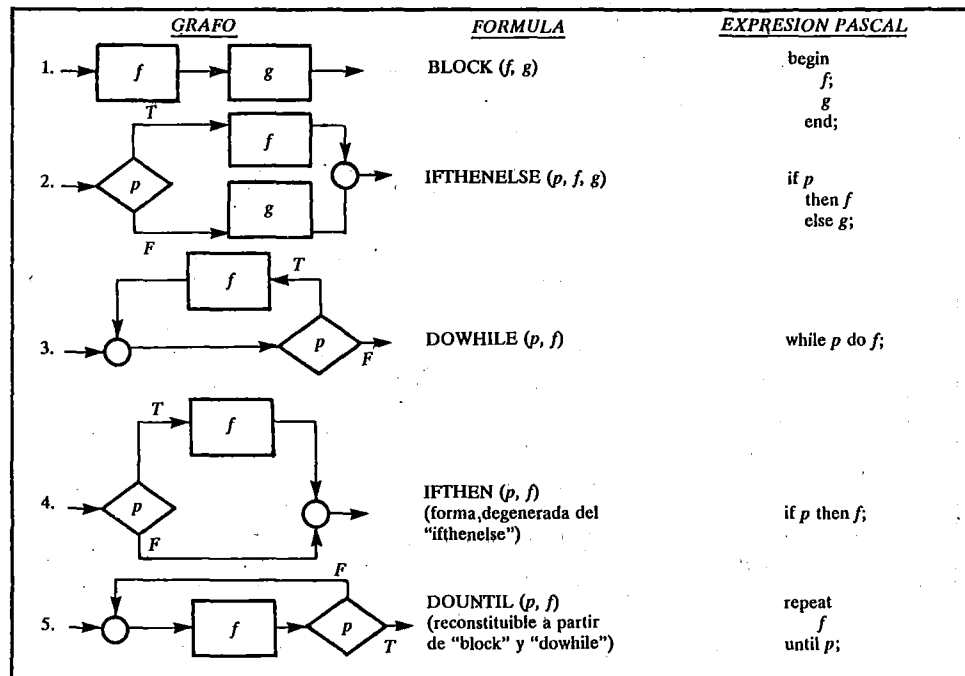 GRAFO FORMULA EXPRESION PASCAL
1. f g BLOCK (f, g) begin
f;
g
end;
T
f
2. p IFTHENELSE (p, f, g) if p
then f
g else g;
F
f T
3. p F DOWHILE (p, f) while p do f;
T f
4. p IFTHEN (p, f) if p then f;
(forma degenerada del
F "ifthenelse")
F
5. f p T DOUNTIL (p, f) repeat
(reconstituible a partir f
de "block" y "dowhile") until p;